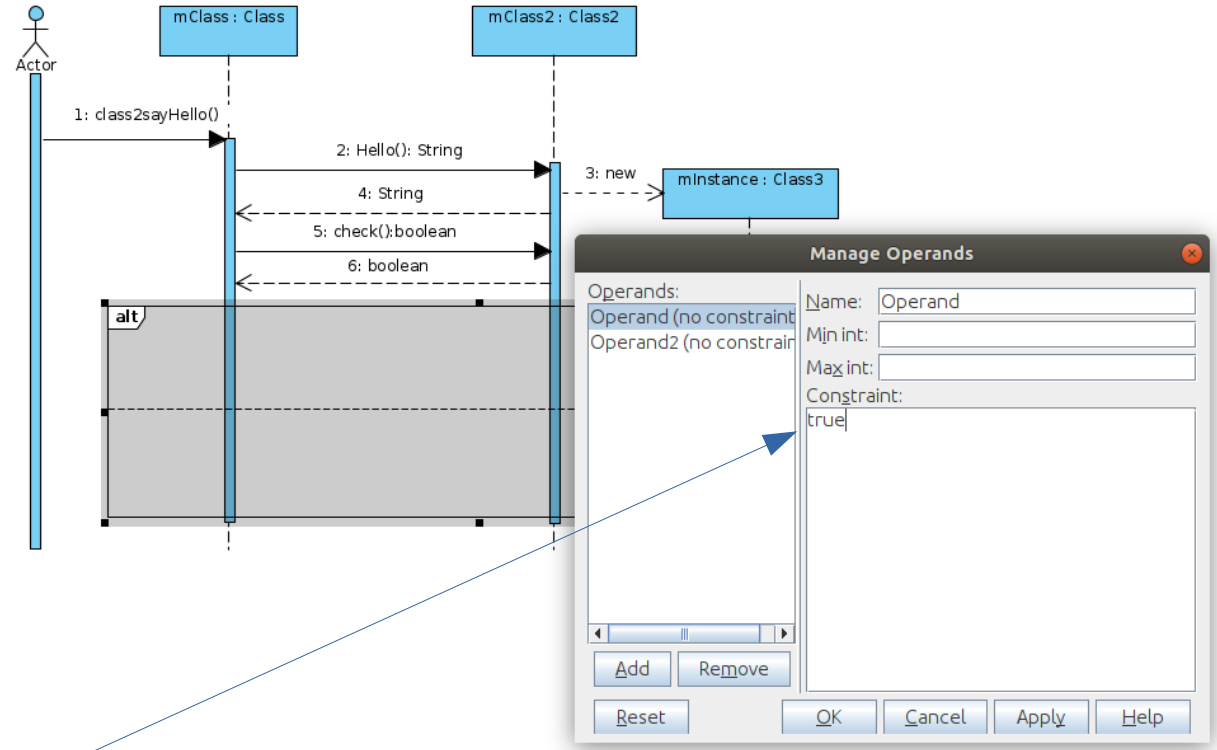 mClass : Class
mClass2 : Class2
Actor
1: class2sayHello()
2: Hello(): String
3: new
mInstance : Class3
4: String
5: check():boolean
6: boolean
alt
Manage Operands
Operands:
Operand (no constraint
Operand2 (no constrain
Name: Operand
Min int:
Max int:
Constraint:
true
Add Remove
Reset OK Cancel Apply Help